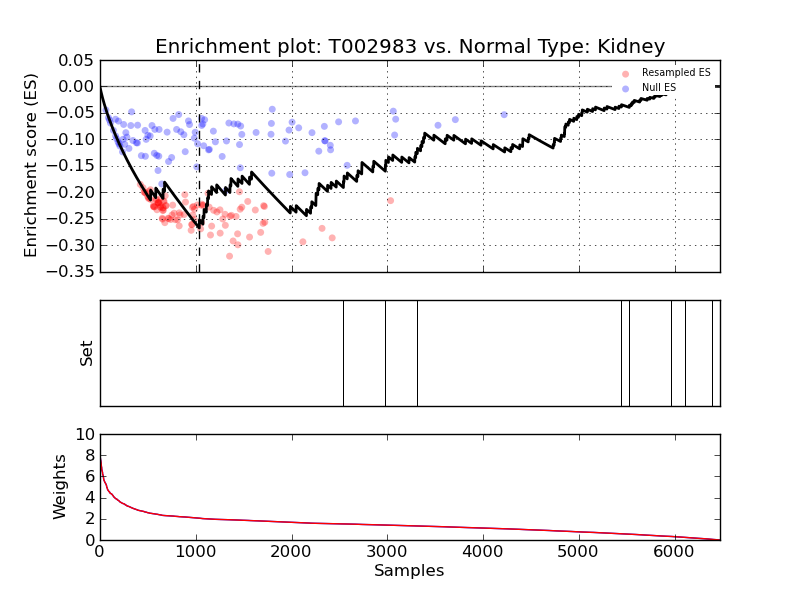 Enrichment plot: T002983 vs. Normal Type: Kidney
Enrichment score (ES)
0.05
0.00
−0.05
−0.10
−0.15
−0.20
−0.25
−0.30
−0.35
Resampled ES
Null ES
Set
Weights
10
8
6
4
2
0
0 1000 2000 3000 4000 5000 6000
Samples